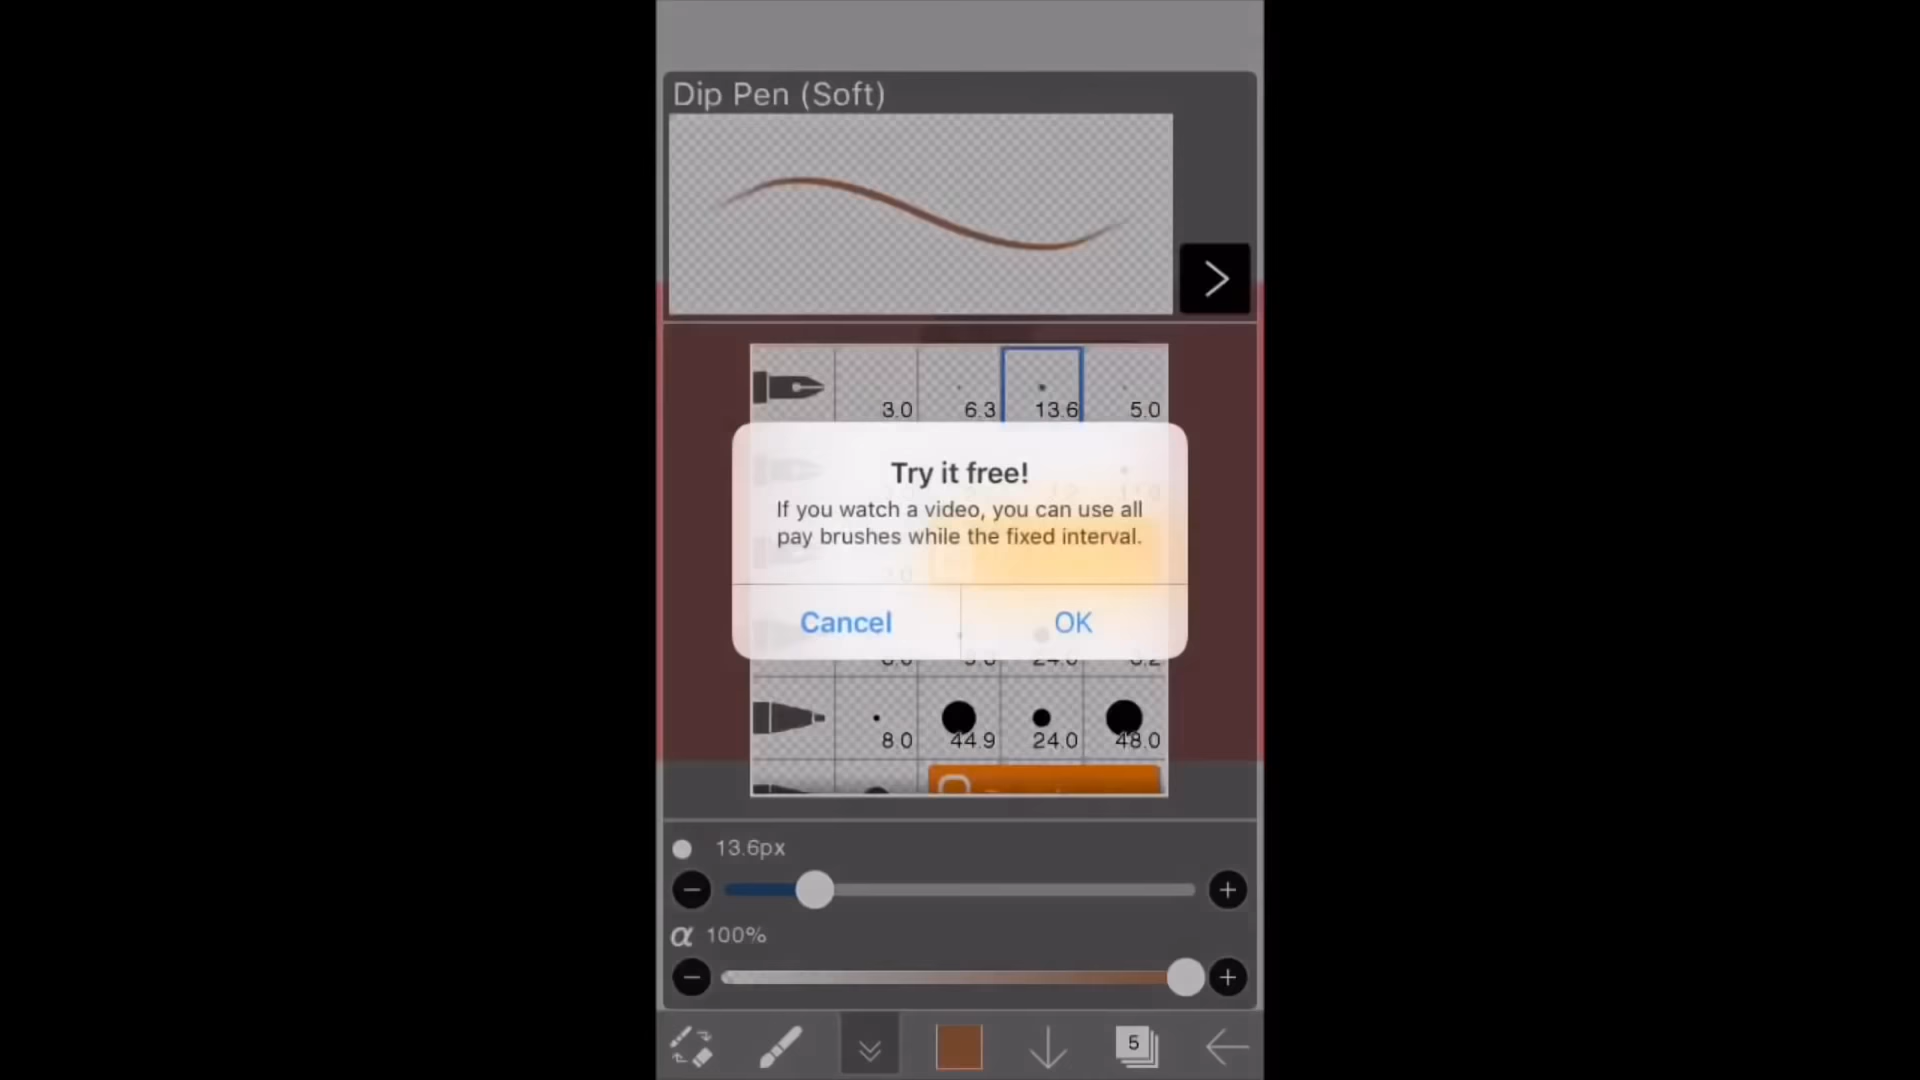 Dip Pen (Soft)
3.0 6.3 13.6 5.0
Try it free!
If you watch a video, you can use all
pay brushes while the fixed interval.
Cancel OK
8.0 44.9 24.0 48.0
13.6px
α 100%
5